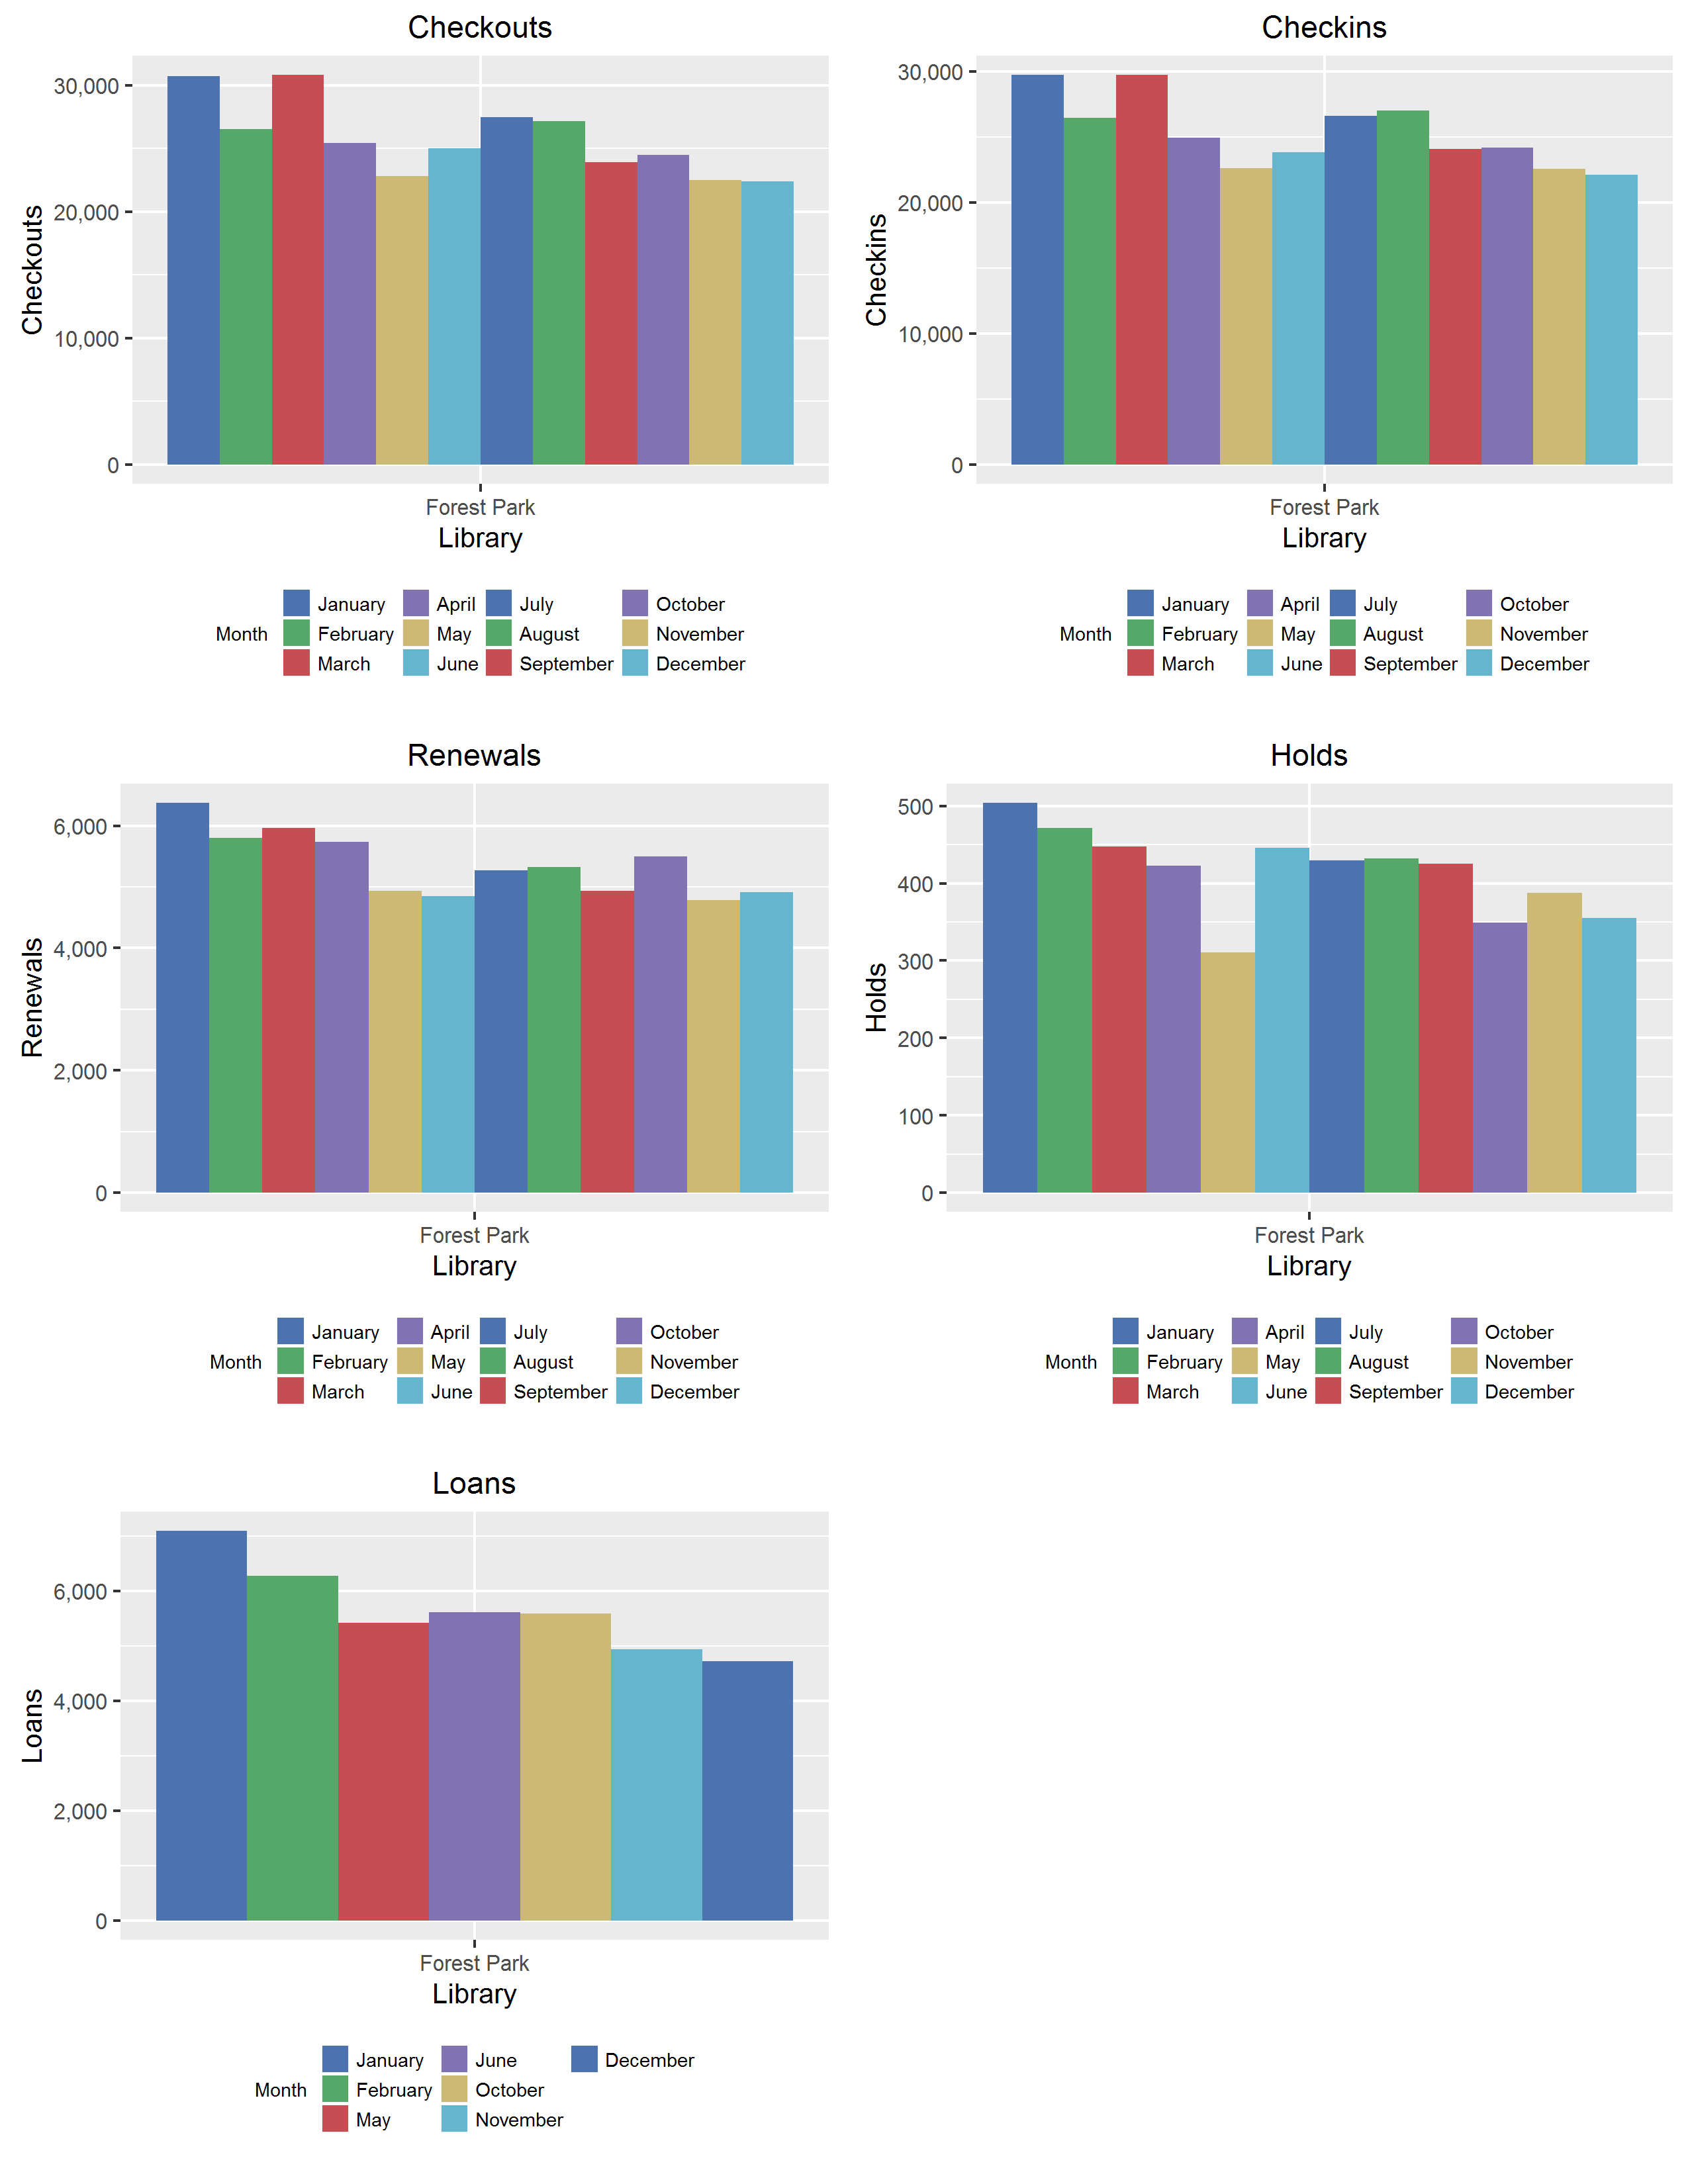 Checkouts
Checkouts
30,000
20,000
10,000
0
Forest Park
Library
Month
January
February
March
April
May
June
July
August
September
October
November
December
Checkins
Checkins
30,000
20,000
10,000
0
Forest Park
Library
Month
January
February
March
April
May
June
July
August
September
October
November
December
Renewals
Renewals
6,000
4,000
2,000
0
Forest Park
Library
Month
January
February
March
April
May
June
July
August
September
October
November
December
Holds
Holds
500
400
300
200
100
0
Forest Park
Library
Month
January
February
March
April
May
June
July
August
September
October
November
December
Loans
Loans
6,000
4,000
2,000
0
Forest Park
Library
Month
January
February
May
June
October
November
December